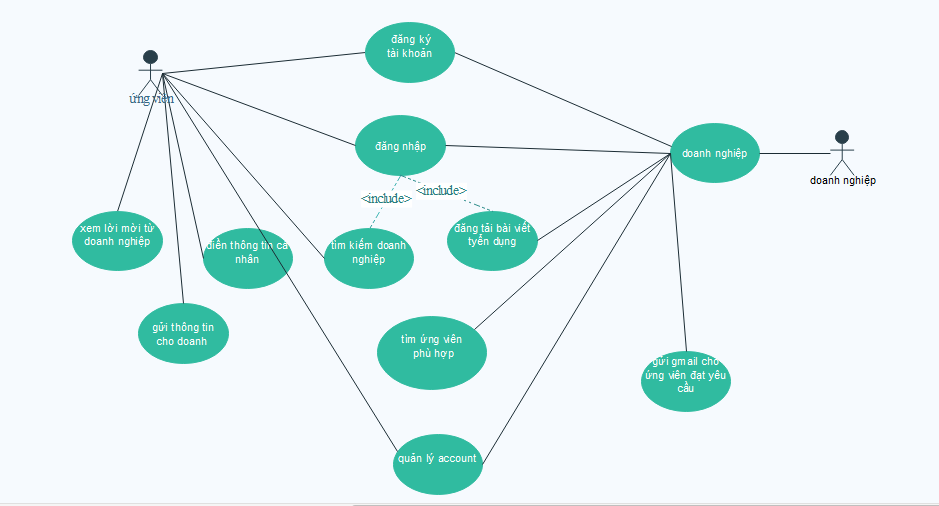 đăng ký
tài khoản
ứng viên
đăng nhập
doanh nghiệp
doanh nghiệp
<include>
<include>
xem lời mời từ
doanh nghiệp
điền thông tin cá
nhân
tìm kiếm doanh
nghiệp
đăng tải bài viết
tyển dụng
gửi thông tin
cho doanh
tìm ứng viên
phù hợp
gửi gmail cho
ứng viên đạt yêu
cầu
quản lý account